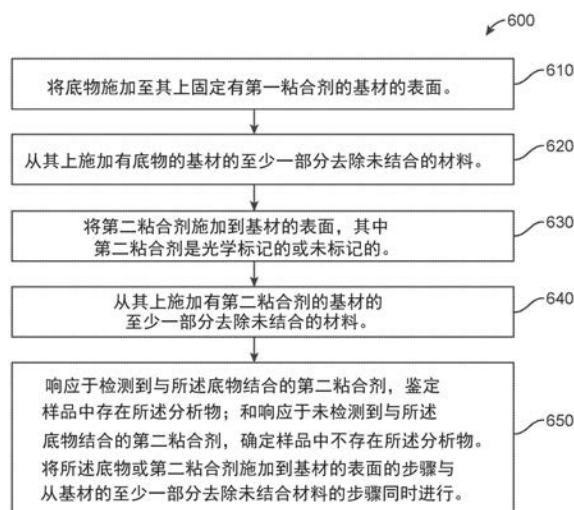 600
将底物施加至其上固定有第一粘合剂的基材的表面。
610
从其上施加有底物的基材的至少一部分去除未结合的材料。
620
将第二粘合剂施加到基材的表面，其中
第二粘合剂是光学标记的或未标记的。
630
从其上施加有第二粘合剂的基材的
至少一部分去除未结合的材料。
640
响应于检测到与所述底物结合的第二粘合剂，鉴定
样品中存在所述分析物；和响应于未检测到与所述
底物结合的第二粘合剂，确定样品中不存在所述分析物。
将所述底物或第二粘合剂施加到基材的表面的步骤与
从基材的至少一部分去除未结合材料的步骤同时进行。
650